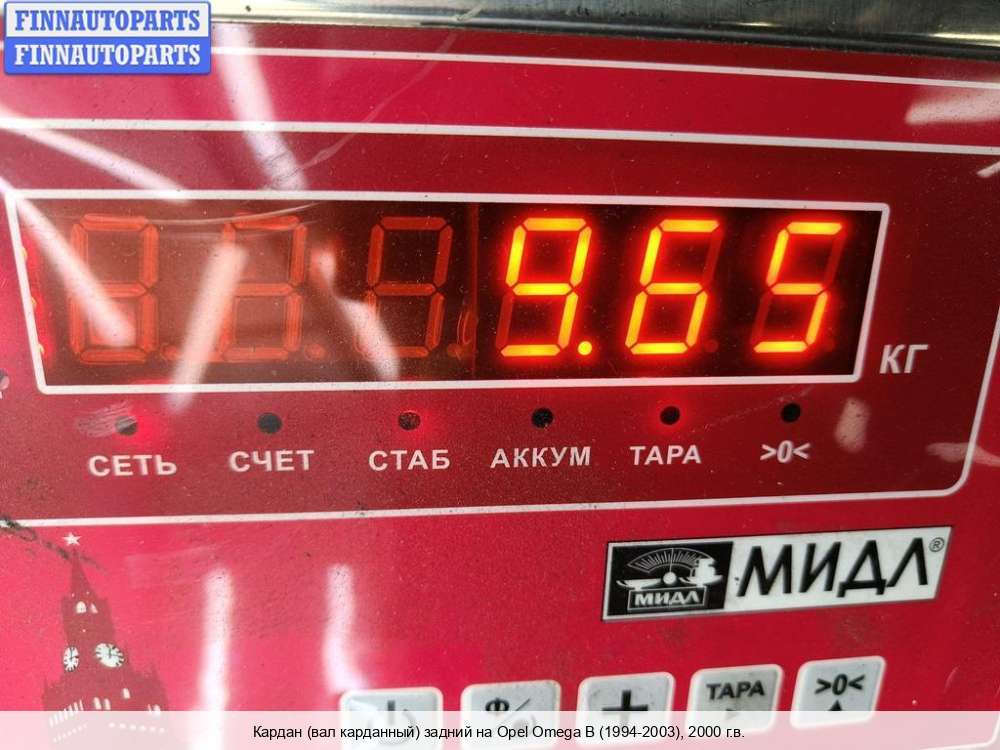 FINNAUTOPARTS
FINNAUTOPARTS
9.65
КГ
СЕТЬ СЧЕТ СТАБ АККУМ ТАРА >0<
МИДЛ МИДЛ®
ТАРА >0<
Кардан (вал карданный) задний на Opel Omega B (1994-2003), 2000 г.в.